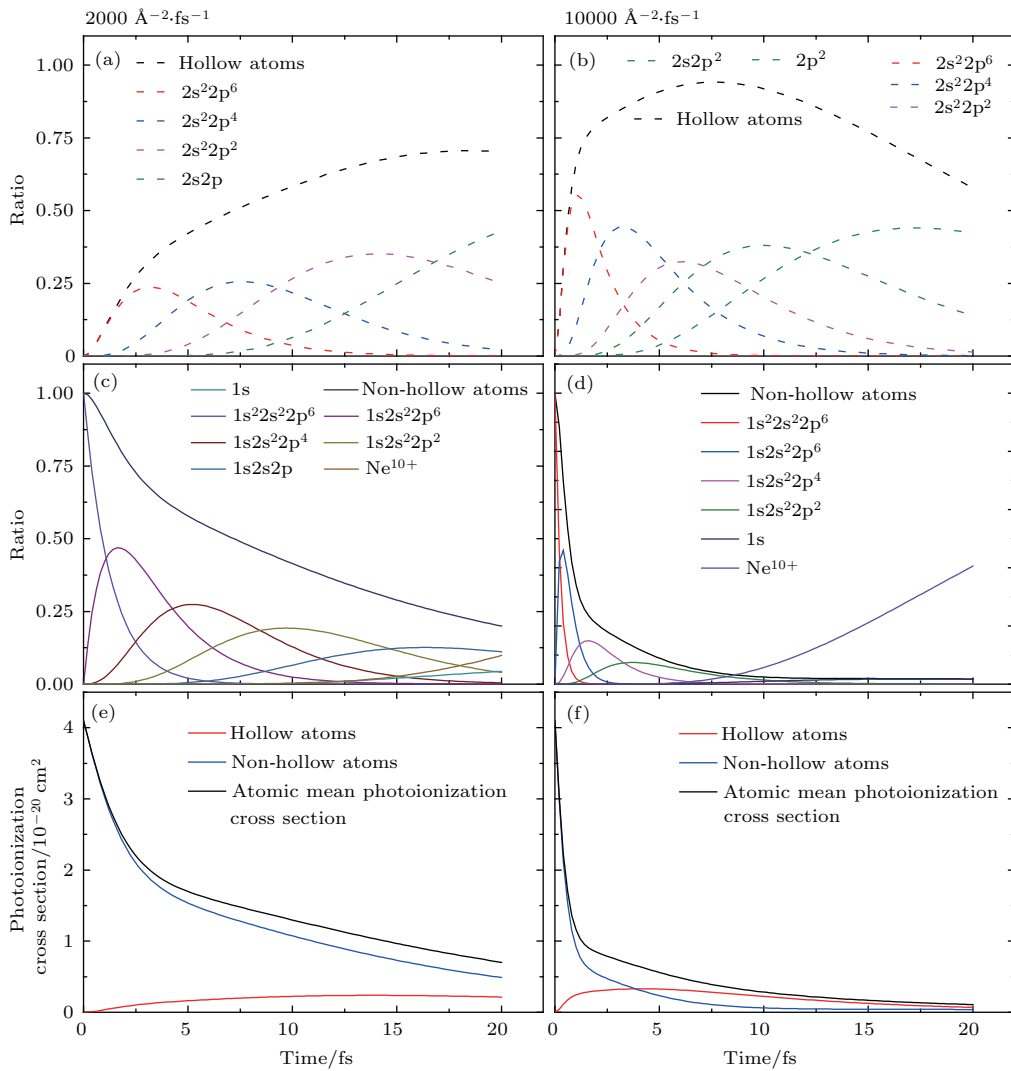 2000 Å⁻²·fs⁻¹
10000 Å⁻²·fs⁻¹
(a)
1.00
0.75
0.50
0.25
0
Ratio
Hollow atoms
2s²2p⁶
2s²2p⁴
2s²2p²
2s2p
(b)
2s2p²
2p²
2s²2p⁶
2s²2p⁴
2s²2p²
Hollow atoms
(c)
1.00
0.75
0.50
0.25
0.00
Ratio
1s
Non-hollow atoms
1s²2s²2p⁶
1s2s²2p⁶
1s2s²2p⁴
1s2s²2p²
1s2s2p
Ne¹⁰⁺
(d)
Non-hollow atoms
1s²2s²2p⁶
1s2s²2p⁶
1s2s²2p⁴
1s2s²2p²
1s
Ne¹⁰⁺
(e)
4
3
2
1
0
Photoionization
cross section/10⁻²⁰ cm²
Hollow atoms
Non-hollow atoms
Atomic mean photoionization
cross section
0 5 10 15 20
Time/fs
(f)
Hollow atoms
Non-hollow atoms
Atomic mean photoionization
cross section
0 5 10 15 20
Time/fs